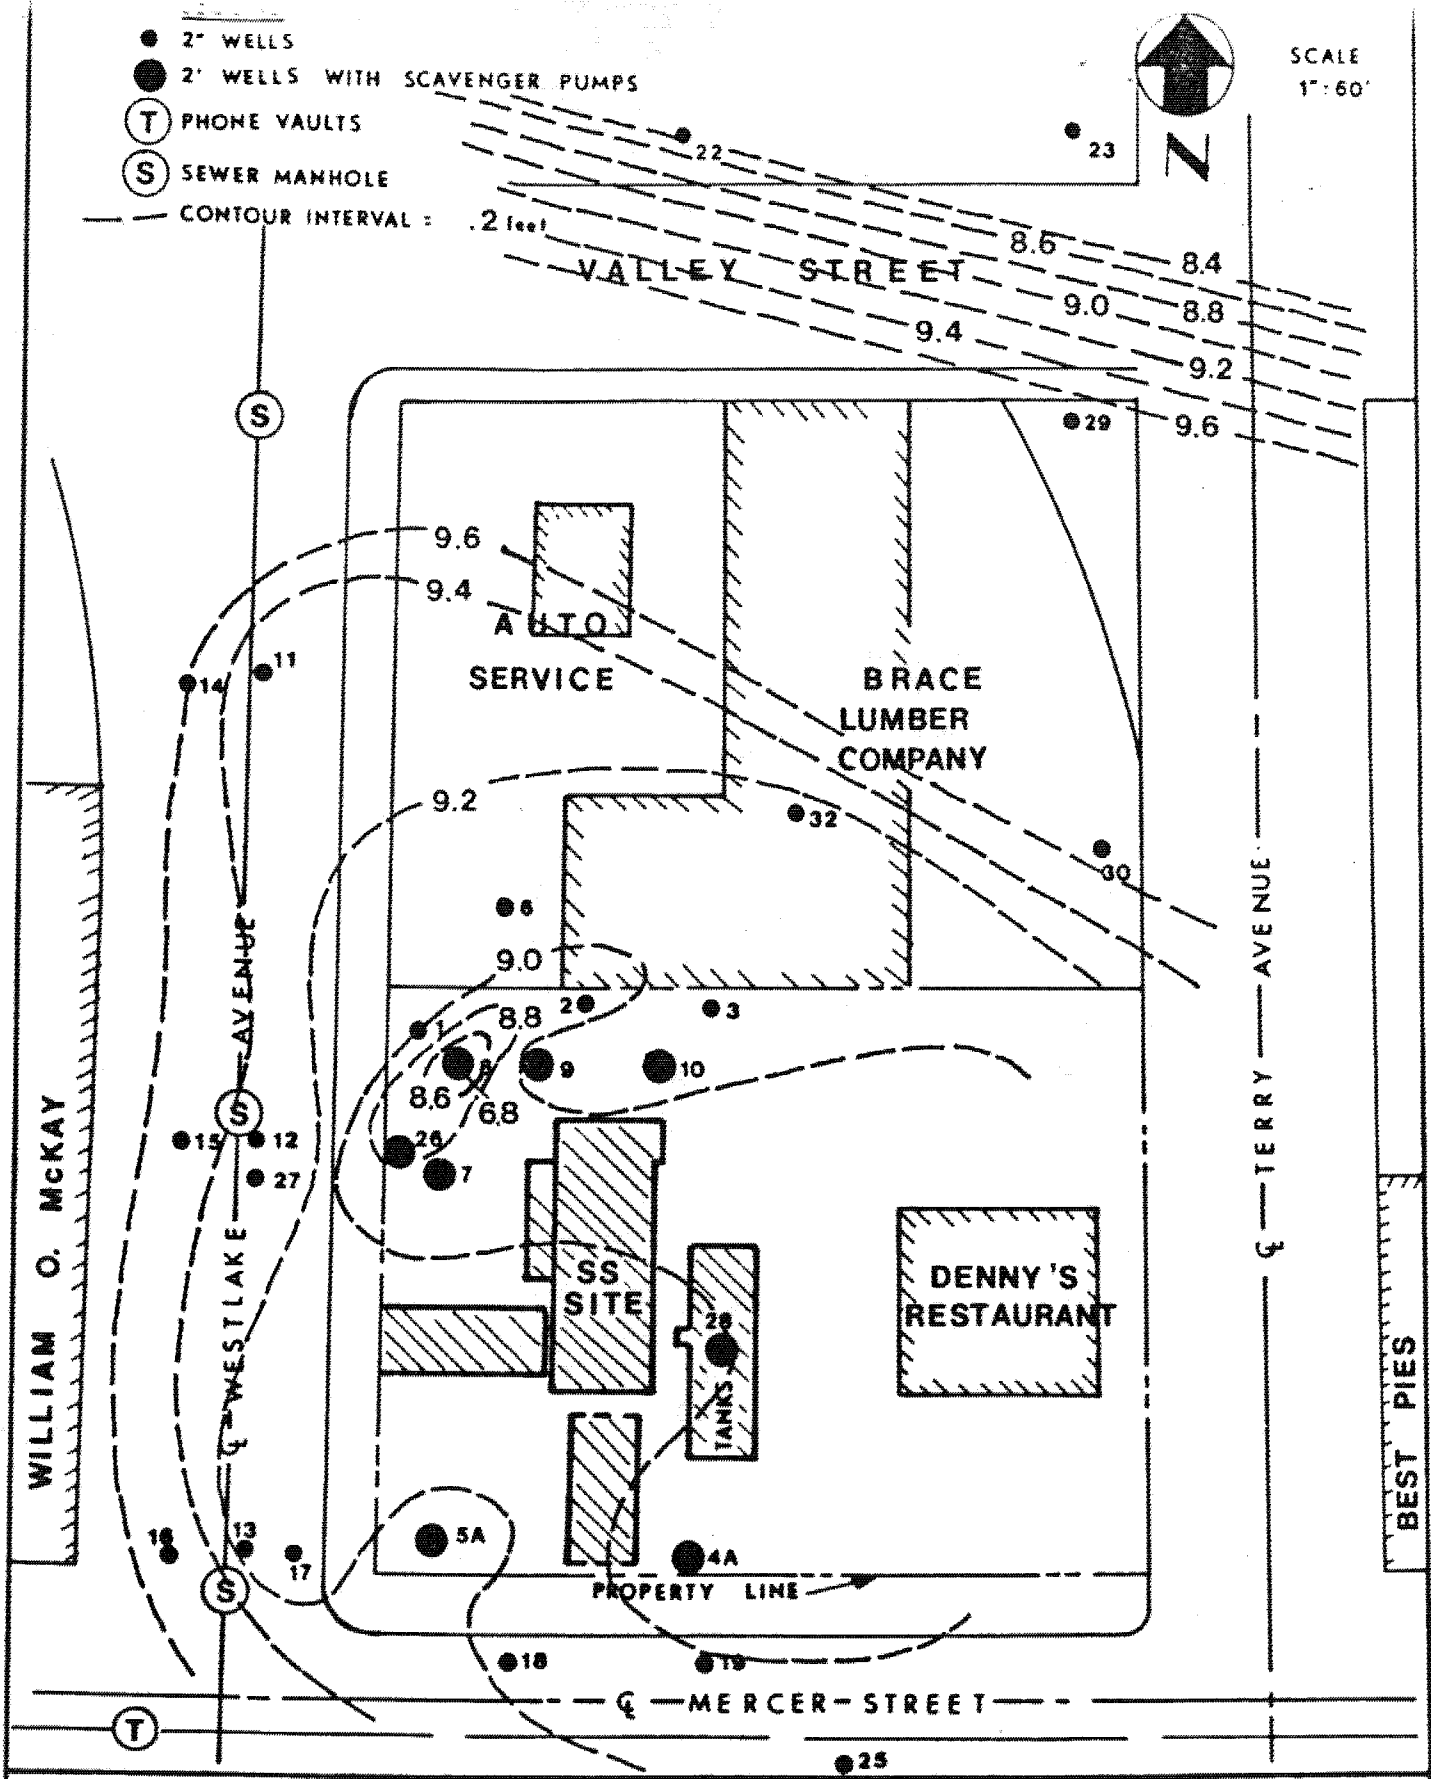 2" WELLS
2' WELLS WITH SCAVENGER PUMPS
T PHONE VAULTS
S SEWER MANHOLE
CONTOUR INTERVAL = .2 feet
N
SCALE
1":60'
22
23
8.6
8.4
VALLEY STREET
9.0
8.8
9.4
9.2
S
29
9.6
9.6
9.4
AUTO
SERVICE
11
14
BRACE
LUMBER
COMPANY
9.2
32
30
6
9.0
2
3
8.8
1
8
9
10
8.6
6.8
S
15
12
26
7
27
WESTLAKE AVENUE
TERRY AVENUE
WILLIAM O. McKAY
SS
SITE
28
TANKS
DENNY'S
RESTAURANT
BEST PIES
16
13
17
5A
4A
S
PROPERTY LINE
18
19
MERCER STREET
T
25